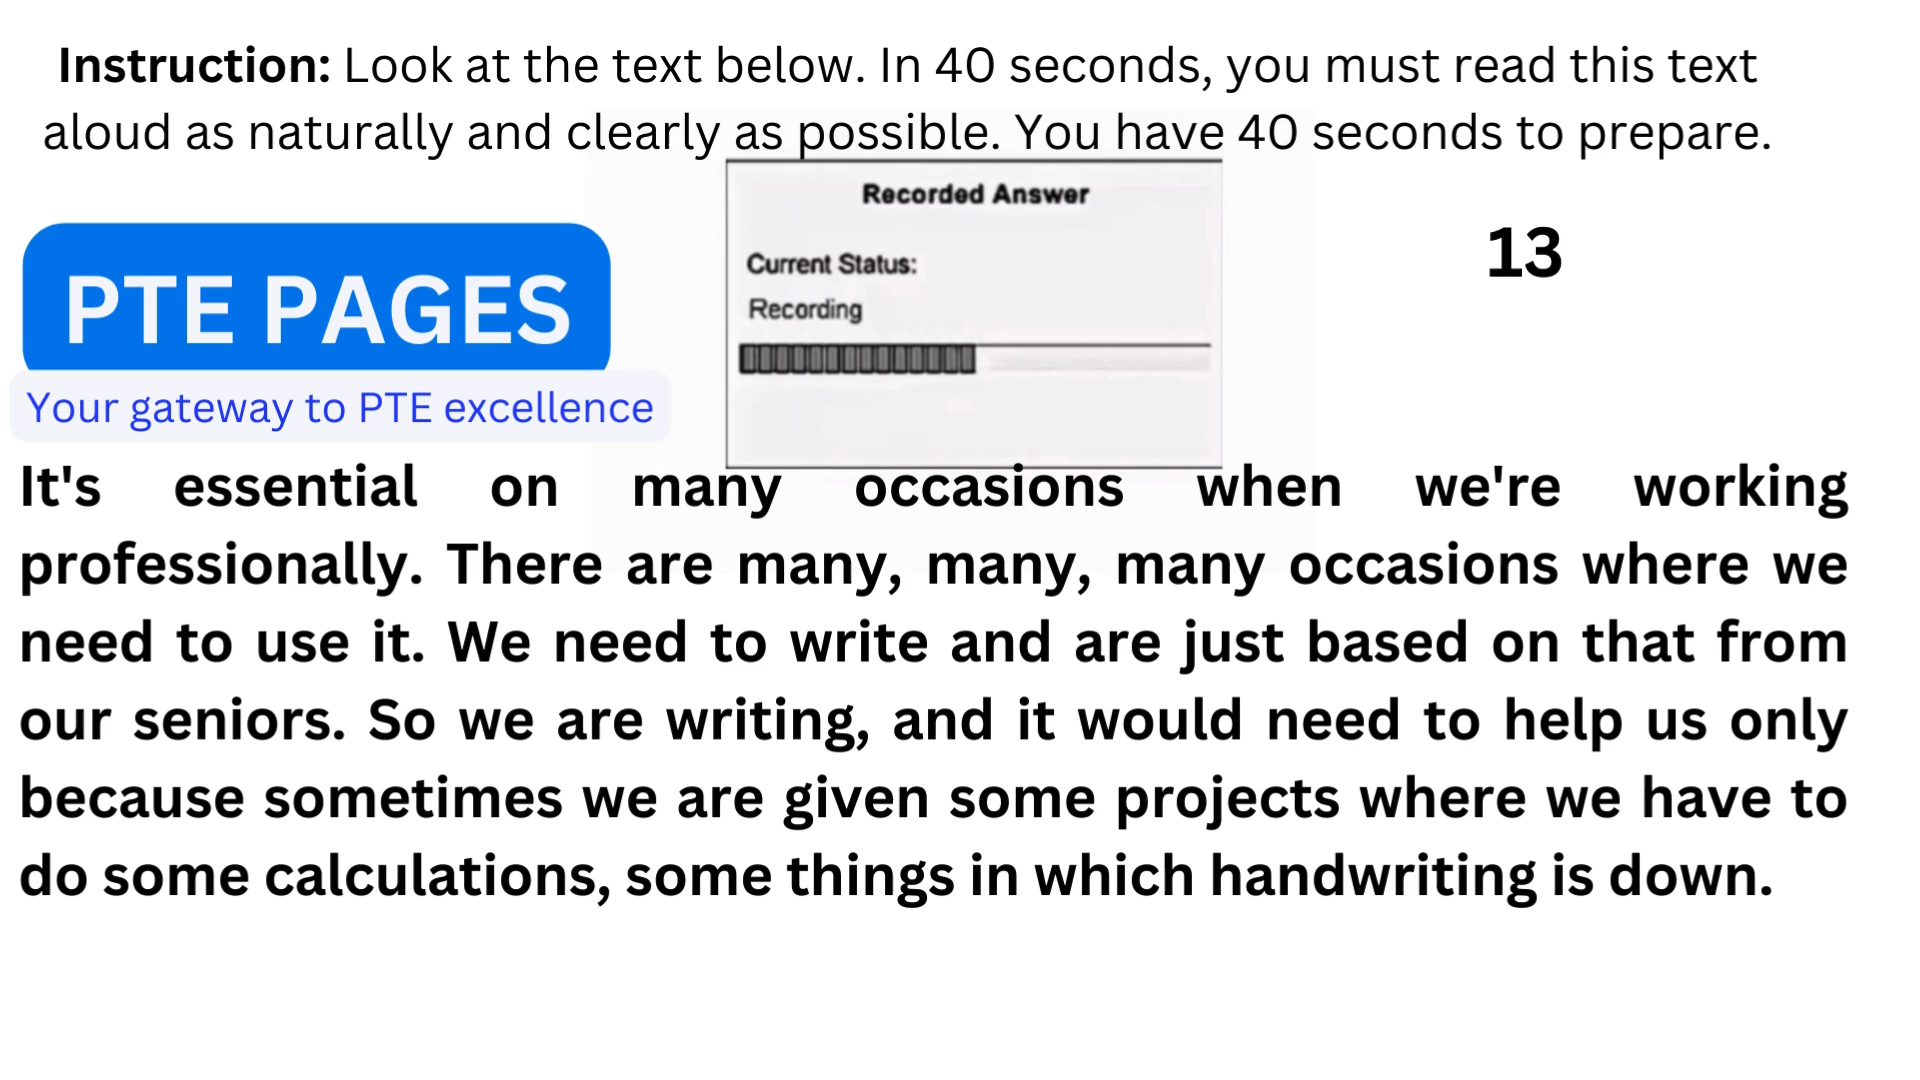 Instruction: Look at the text below. In 40 seconds, you must read this text
aloud as naturally and clearly as possible. You have 40 seconds to prepare.
Recorded Answer
13
Current Status:
PTE PAGES
Recording
Your gateway to PTE excellence
It's essential on many occasions when we're working
professionally. There are many, many, many occasions where we
need to use it. We need to write and are just based on that from
our seniors. So we are writing, and it would need to help us only
because sometimes we are given some projects where we have to
do some calculations, some things in which handwriting is down.